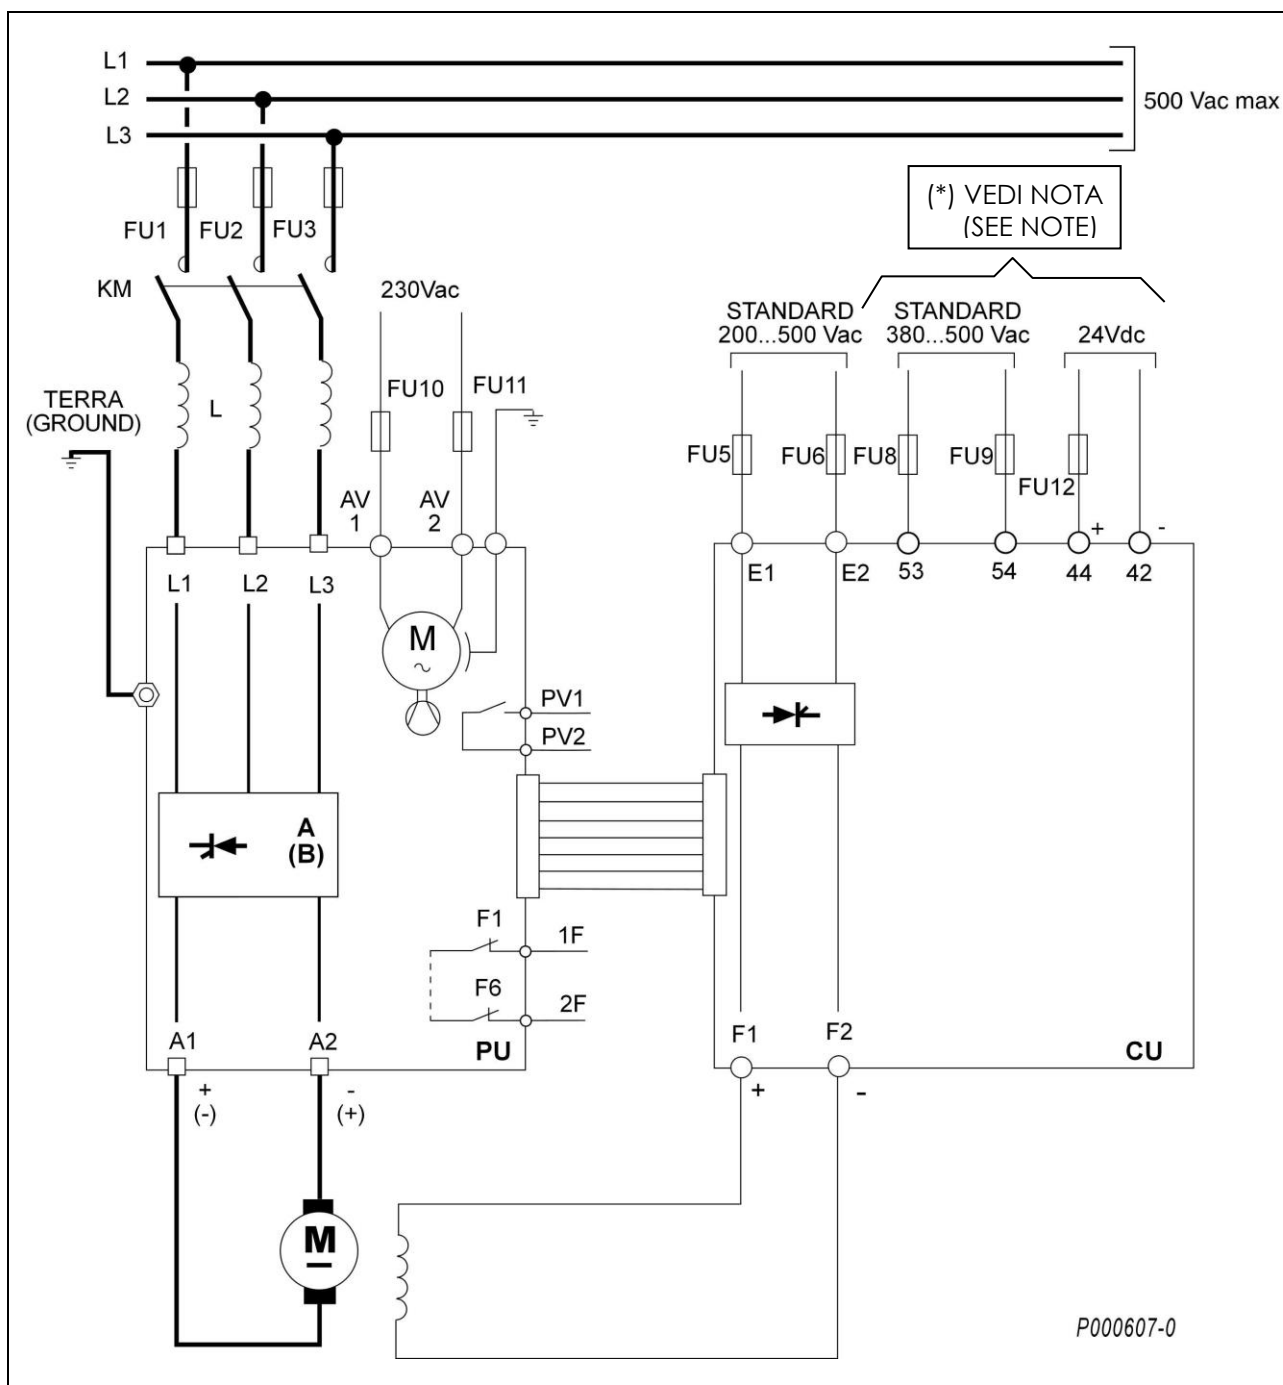 L1
L2
L3
500 Vac max
(*) VEDI NOTA
(SEE NOTE)
FU1
FU2
FU3
KM
230Vac
STANDARD
200...500 Vac
STANDARD
380...500 Vac
24Vdc
TERRA
(GROUND)
L
FU10
FU11
FU5
FU6
FU8
FU9
FU12
AV
1
AV
2
+
-
L1
L2
L3
E1
E2
53
54
44
42
M
~
PV1
PV2
A
(B)
F1
1F
F6
2F
A1
A2
PU
F1
F2
CU
+
(-)
-
(+)
+
-
M
P000607-0